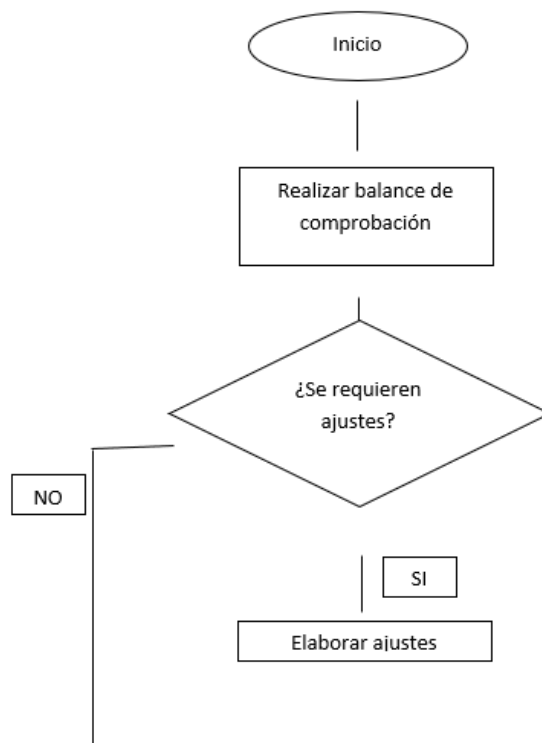 Inicio
Realizar balance de
comprobación
¿Se requieren
ajustes?
NO
SI
Elaborar ajustes